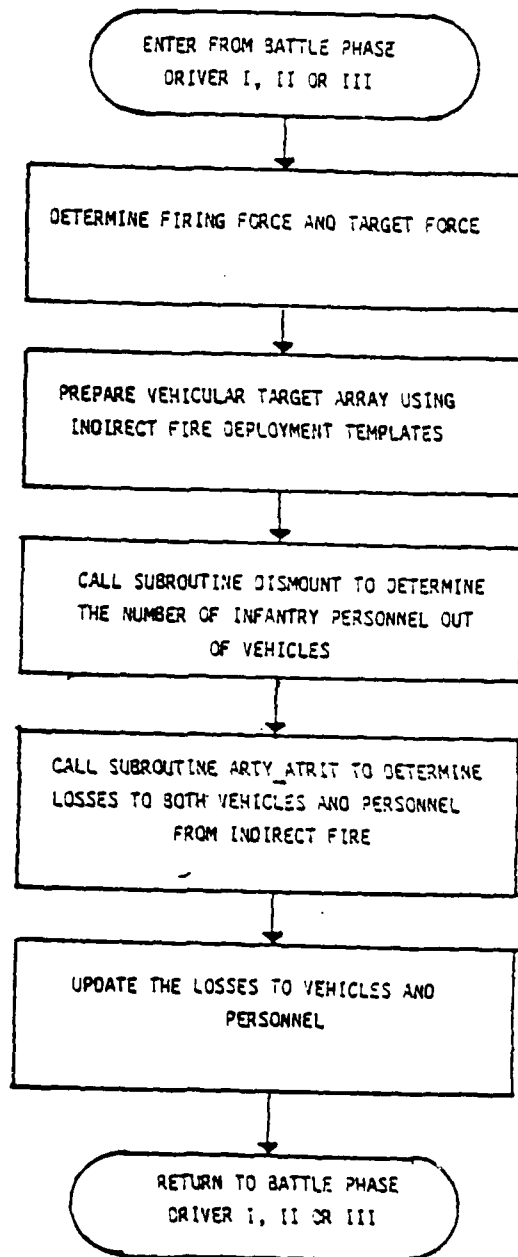 ENTER FROM BATTLE PHASE
DRIVER I, II OR III
DETERMINE FIRING FORCE AND TARGET FORCE
PREPARE VEHICULAR TARGET ARRAY USING
INDIRECT FIRE DEPLOYMENT TEMPLATES
CALL SUBROUTINE DISMOUNT TO DETERMINE
THE NUMBER OF INFANTRY PERSONNEL OUT
OF VEHICLES
CALL SUBROUTINE ARTY_ATRIT TO DETERMINE
LOSSES TO BOTH VEHICLES AND PERSONNEL
FROM INDIRECT FIRE
UPDATE THE LOSSES TO VEHICLES AND
PERSONNEL
RETURN TO BATTLE PHASE
DRIVER I, II OR III